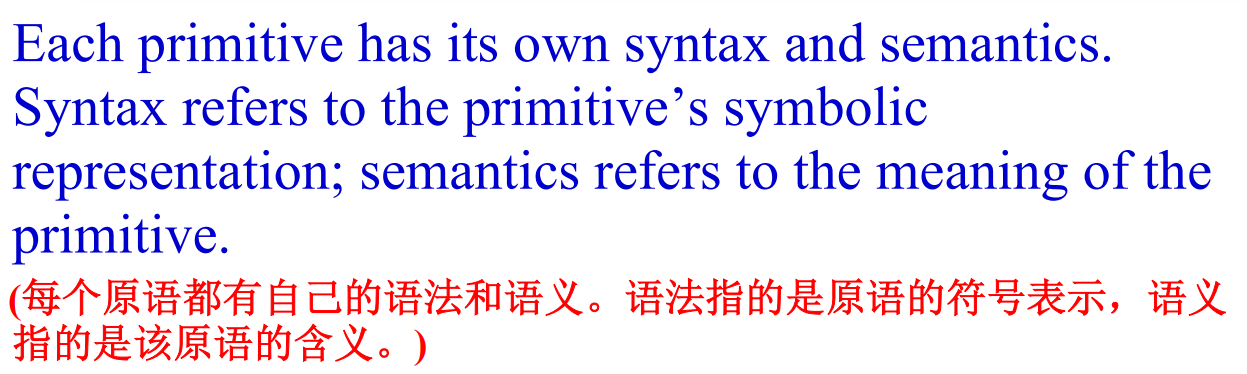 Each primitive has its own syntax and semantics.
Syntax refers to the primitive’s symbolic
representation; semantics refers to the meaning of the
primitive.
(每个原语都有自己的语法和语义。语法指的是原语的符号表示，语义
指的是该原语的含义。)